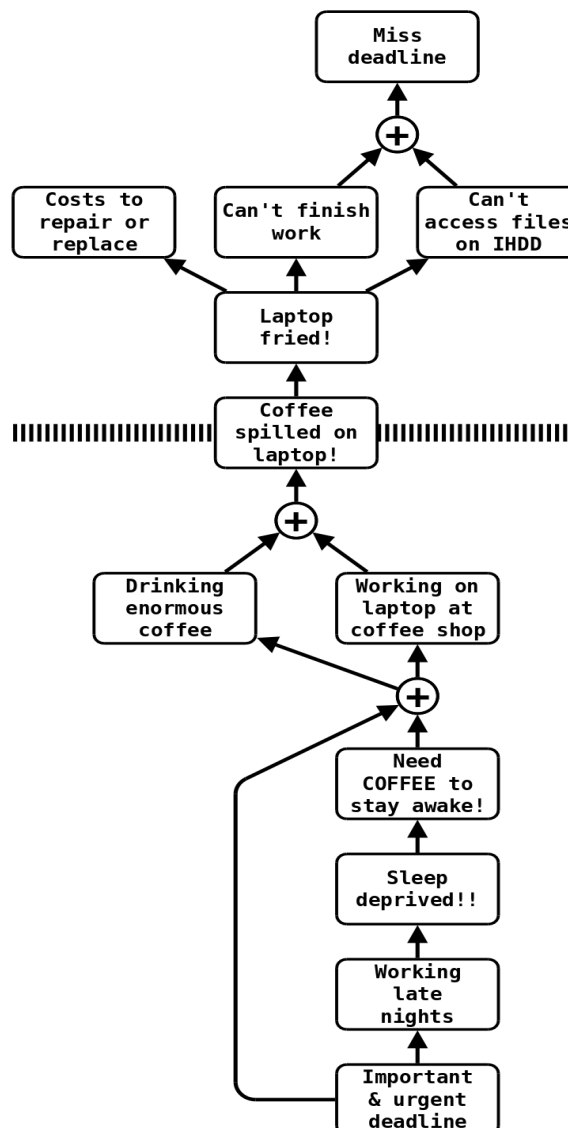 Miss
deadline
+
Costs to
repair or
replace
Can't finish
work
Can't
access files
on IHDD
Laptop
fried!
Coffee
spilled on
laptop!
+
Drinking
enormous
coffee
Working on
laptop at
coffee shop
+
Need
COFFEE to
stay awake!
Sleep
deprived!!
Working
late
nights
Important
& urgent
deadline